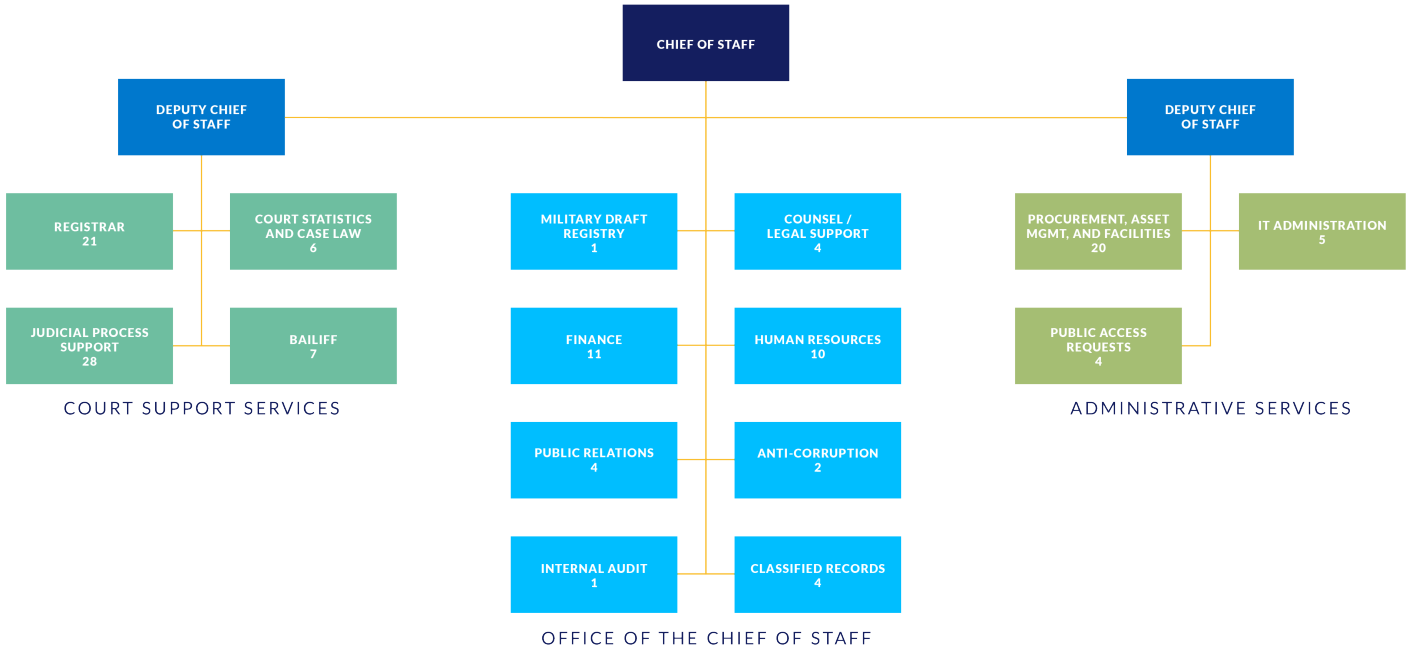 CHIEF OF STAFF
DEPUTY CHIEF
OF STAFF
DEPUTY CHIEF
OF STAFF
REGISTRAR
21
COURT STATISTICS
AND CASE LAW
6
JUDICIAL PROCESS
SUPPORT
28
BAILIFF
7
COURT SUPPORT SERVICES
MILITARY DRAFT
REGISTRY
1
COUNSEL /
LEGAL SUPPORT
4
FINANCE
11
HUMAN RESOURCES
10
PUBLIC RELATIONS
4
ANTI-CORRUPTION
2
INTERNAL AUDIT
1
CLASSIFIED RECORDS
4
OFFICE OF THE CHIEF OF STAFF
PROCUREMENT, ASSET
MGMT, AND FACILITIES
20
IT ADMINISTRATION
5
PUBLIC ACCESS
REQUESTS
4
ADMINISTRATIVE SERVICES